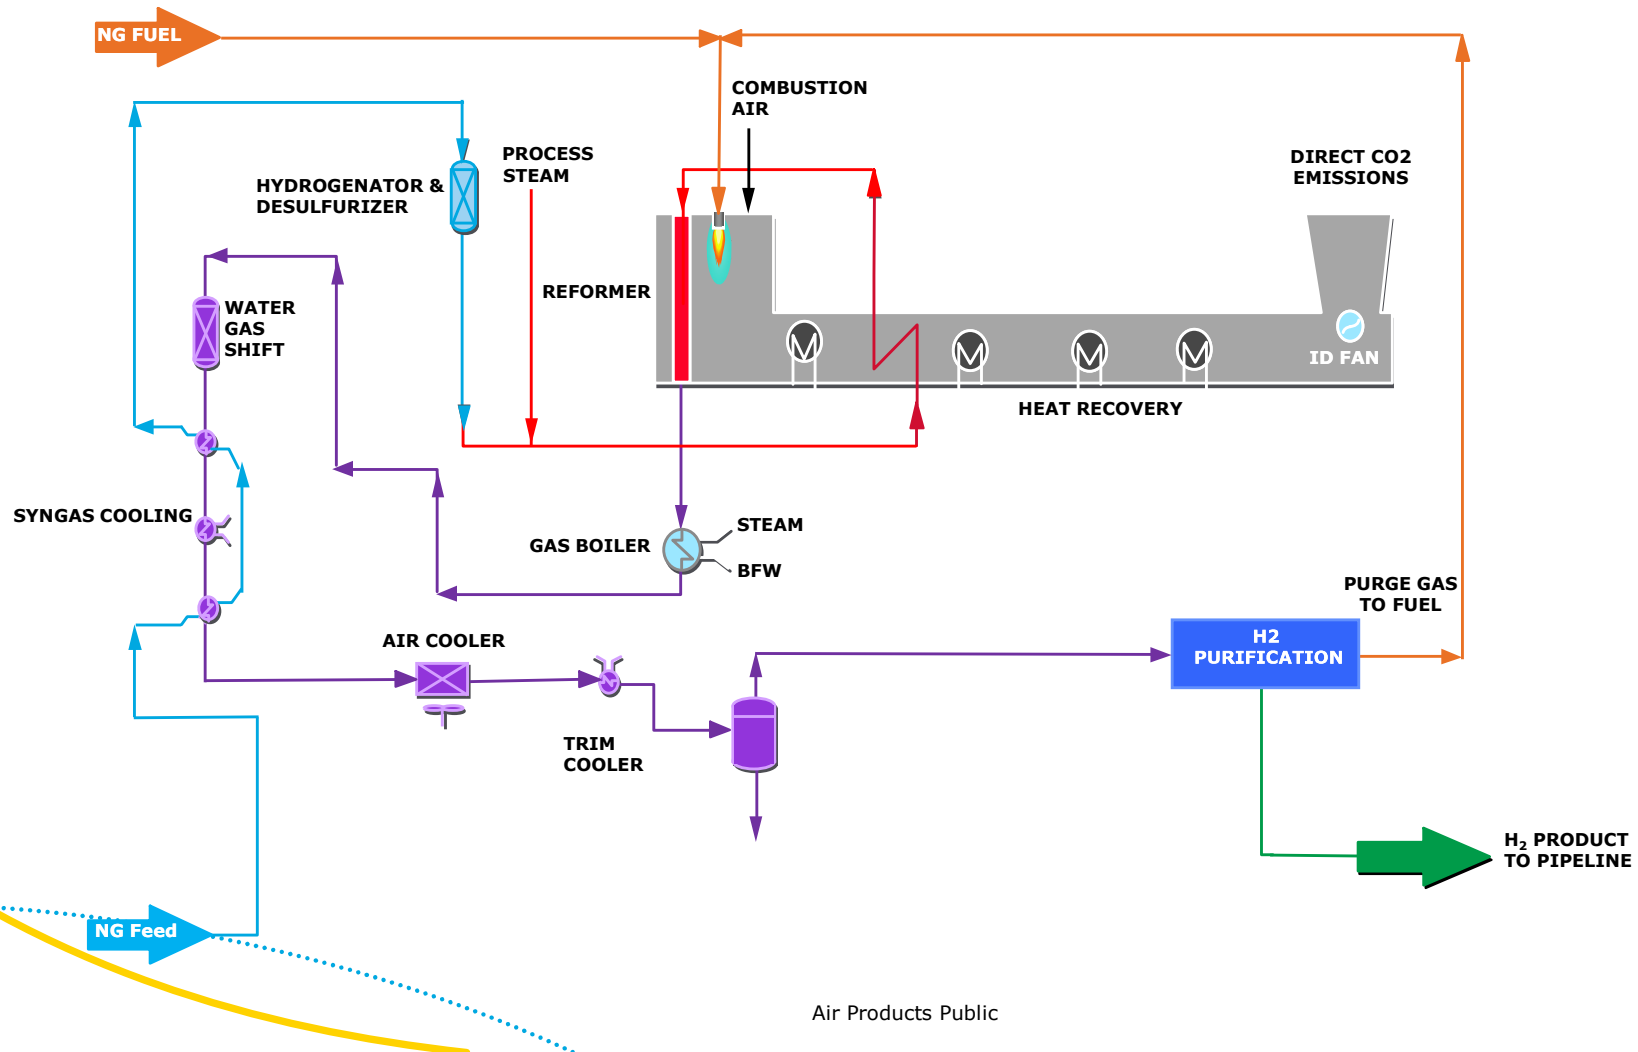 NG FUEL
COMBUSTION
AIR
PROCESS
STEAM
DIRECT CO2
EMISSIONS
HYDROGENATOR &
DESULFURIZER
REFORMER
WATER
GAS
SHIFT
ID FAN
HEAT RECOVERY
SYNGAS COOLING
STEAM
GAS BOILER
BFW
PURGE GAS
TO FUEL
AIR COOLER
H2
PURIFICATION
TRIM
COOLER
H₂ PRODUCT
TO PIPELINE
NG Feed
Air Products Public